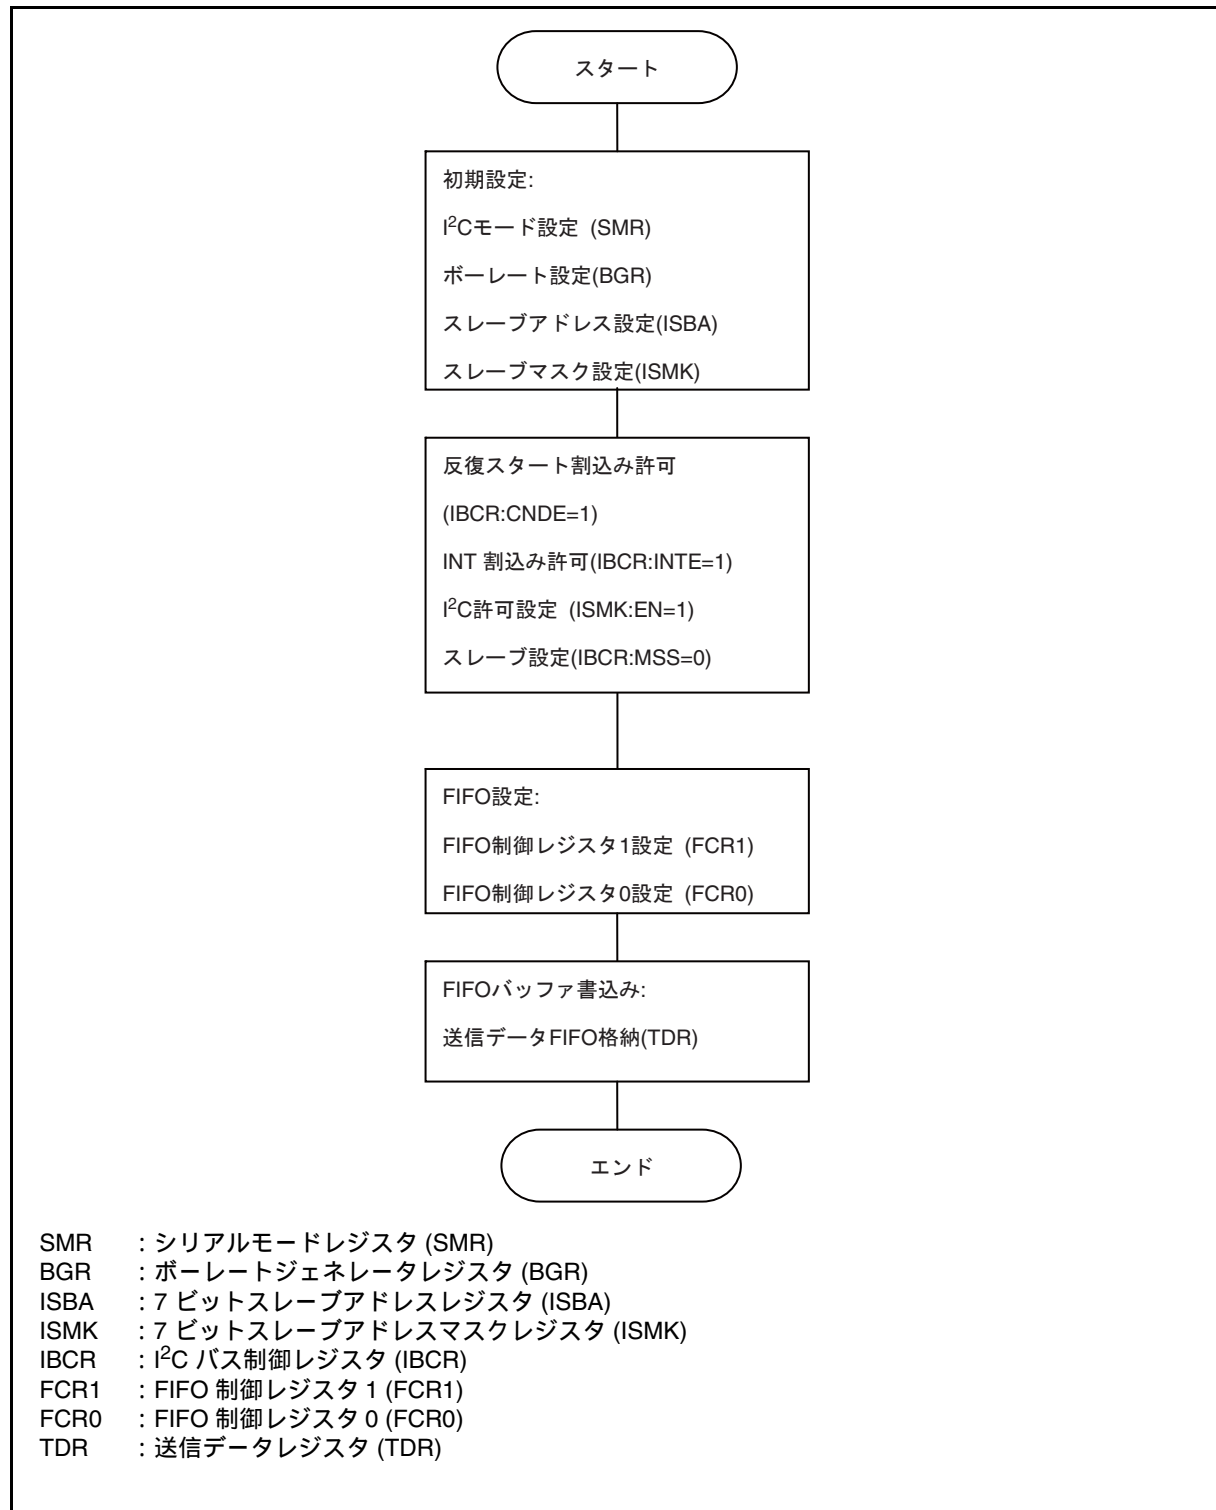 スタート
初期設定:
I²Cモード設定 (SMR)
ボーレート設定(BGR)
スレーブアドレス設定(ISBA)
スレーブマスク設定(ISMK)
反復スタート割込み許可
(IBCR:CNDE=1)
INT 割込み許可(IBCR:INTE=1)
I²C許可設定 (ISMK:EN=1)
スレーブ設定(IBCR:MSS=0)
FIFO設定:
FIFO制御レジスタ1設定 (FCR1)
FIFO制御レジスタ0設定 (FCR0)
FIFOバッファ書込み:
送信データFIFO格納(TDR)
エンド
SMR : シリアルモードレジスタ (SMR)
BGR : ボーレートジェネレータレジスタ (BGR)
ISBA : 7 ビットスレーブアドレスレジスタ (ISBA)
ISMK : 7 ビットスレーブアドレスマスクレジスタ (ISMK)
IBCR : I²C バス制御レジスタ (IBCR)
FCR1 : FIFO 制御レジスタ 1 (FCR1)
FCR0 : FIFO 制御レジスタ 0 (FCR0)
TDR : 送信データレジスタ (TDR)